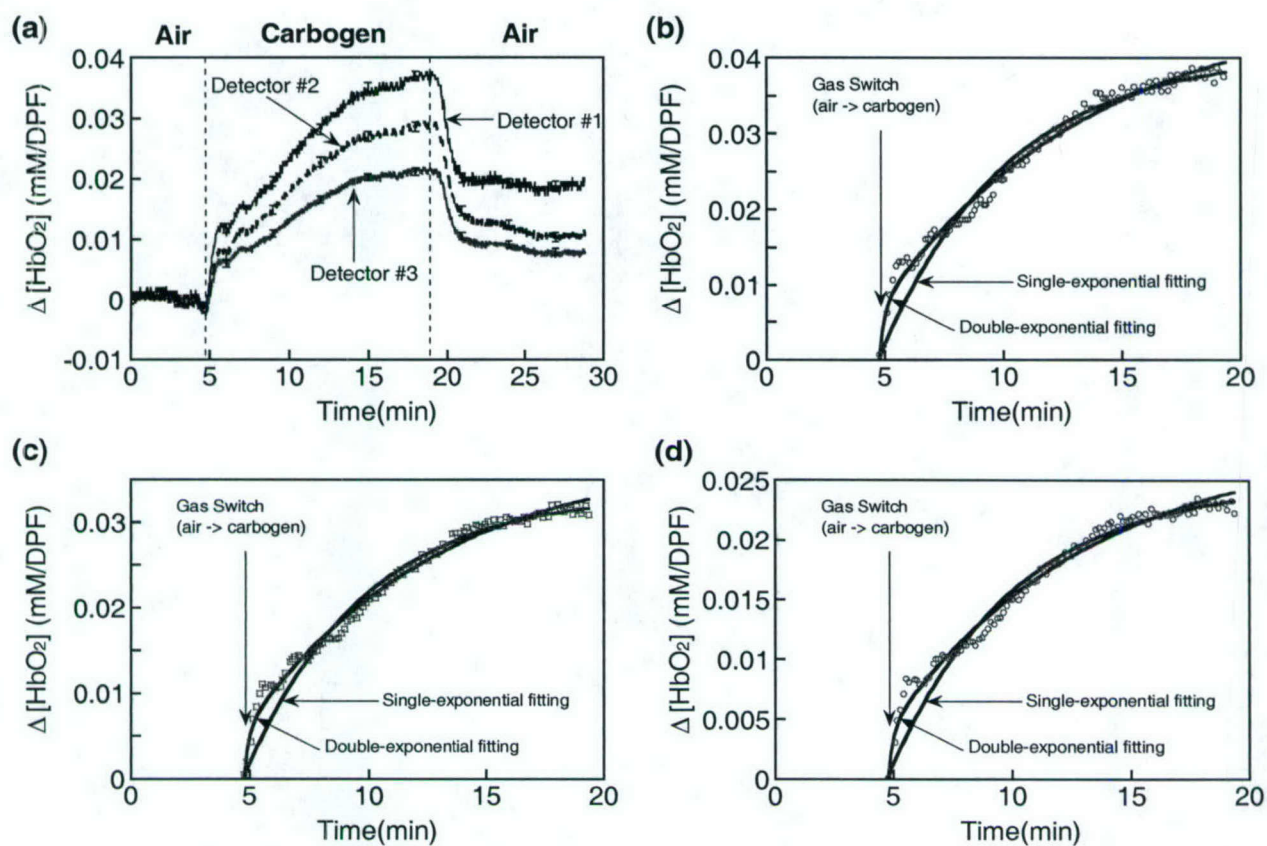 (a)
Air Carbogen Air
0.04
0.03
0.02
0.01
0
-0.01
Δ [HbO₂] (mM/DPF)
Detector #2
Detector #1
Detector #3
0 5 10 15 20 25 30
Time(min)
(b)
0.04
0.03
0.02
0.01
0
Δ [HbO₂] (mM/DPF)
Gas Switch
(air -> carbogen)
Single-exponential fitting
Double-exponential fitting
0 5 10 15 20
Time(min)
(c)
0.03
0.02
0.01
0
Δ [HbO₂] (mM/DPF)
Gas Switch
(air -> carbogen)
Single-exponential fitting
Double-exponential fitting
0 5 10 15 20
Time(min)
(d)
0.025
0.02
0.015
0.01
0.005
0
Δ [HbO₂] (mM/DPF)
Gas Switch
(air -> carbogen)
Single-exponential fitting
Double-exponential fitting
0 5 10 15 20
Time(min)